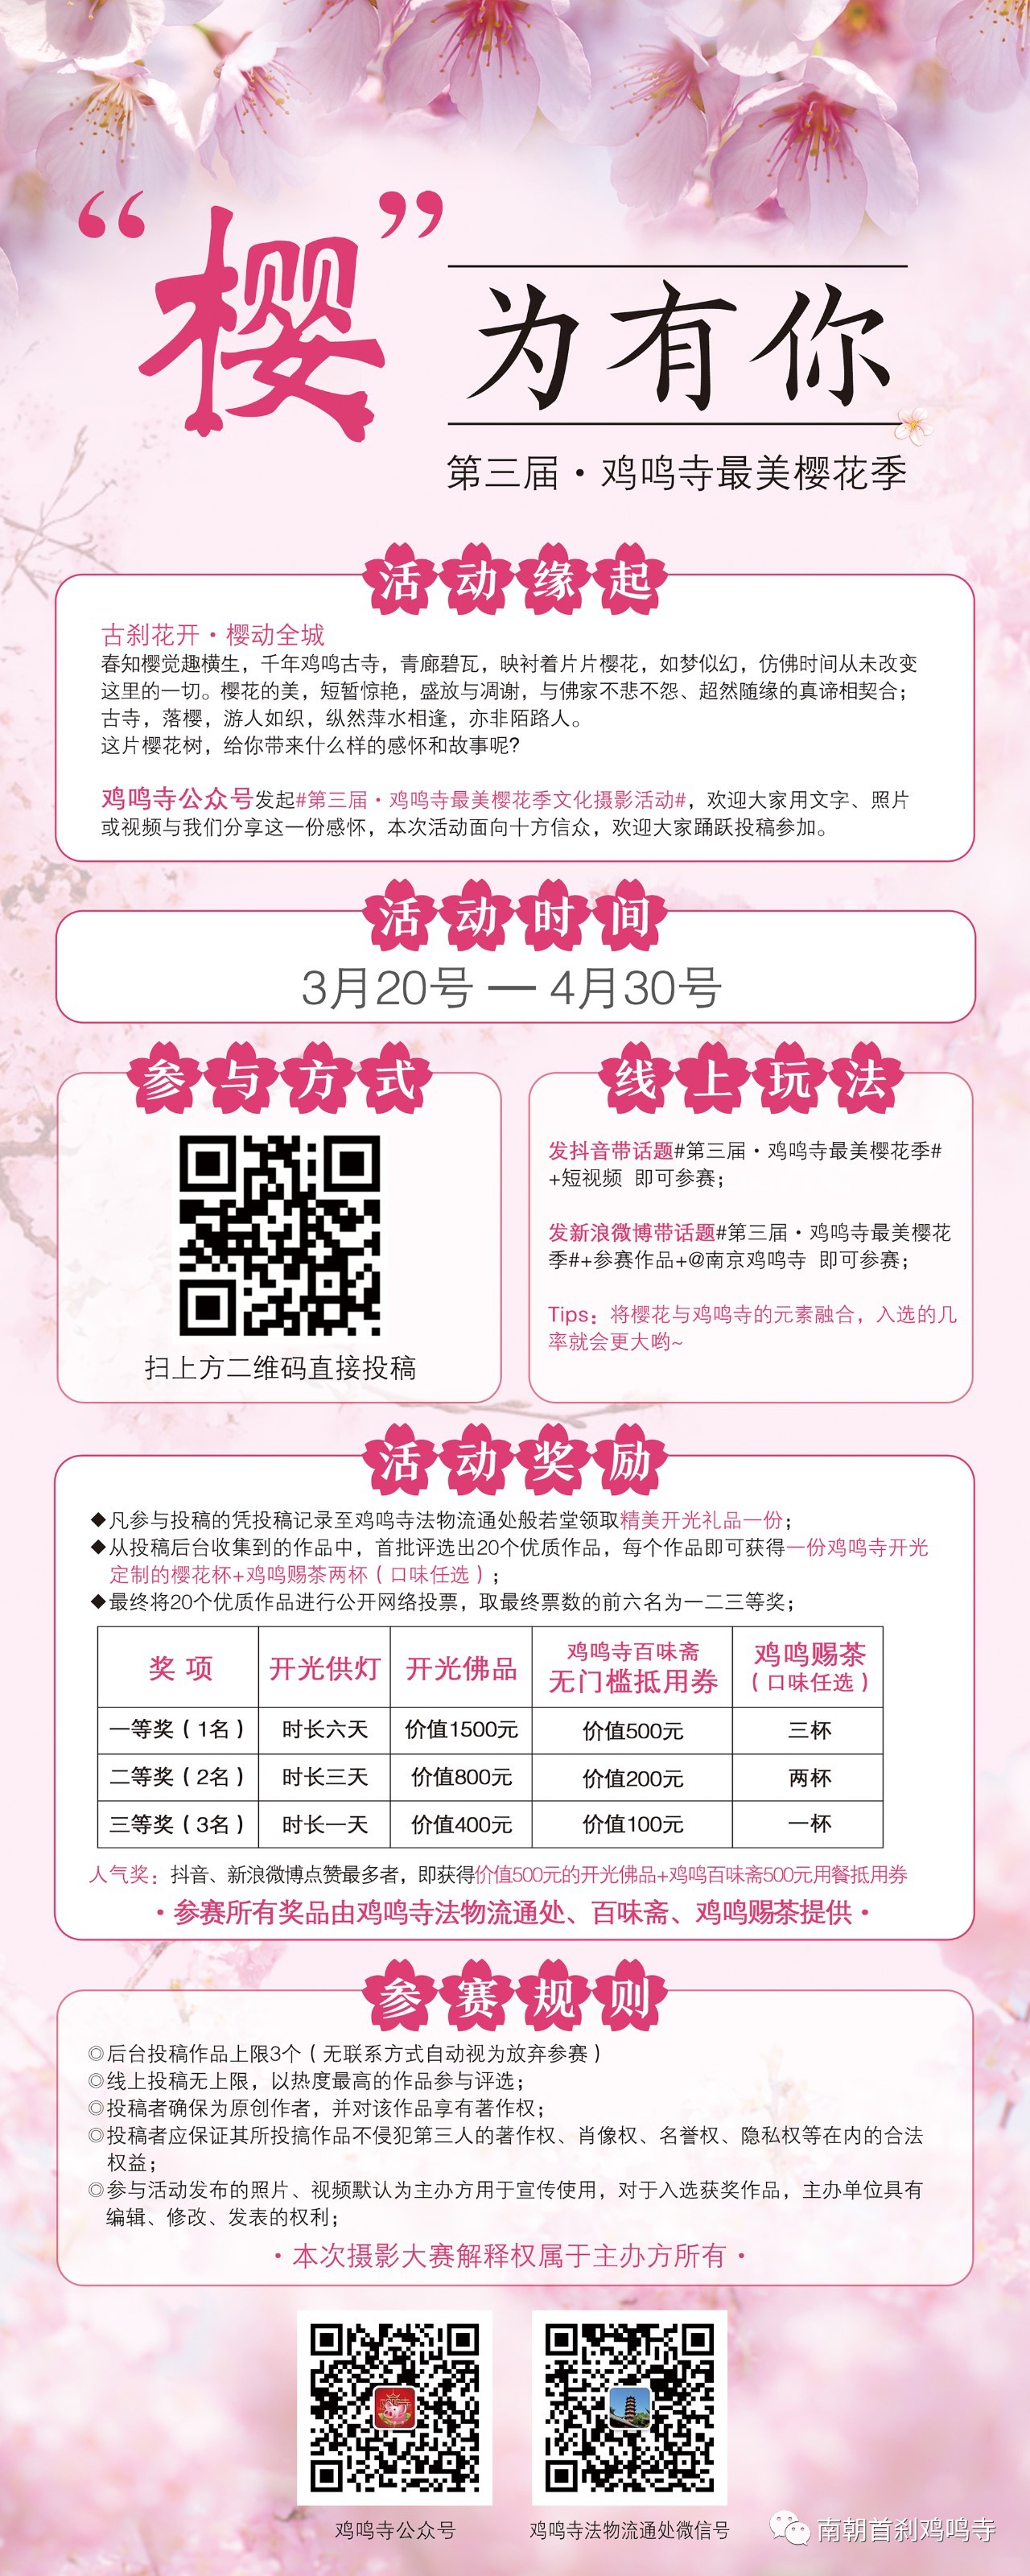 “樱”
为有你
第三届·鸡鸣寺最美樱花季
活动缘起
古刹花开·樱动全城
春知樱觉趣横生，千年鸡鸣古寺，青廊碧瓦，映衬着片片樱花，如梦似幻，仿佛时间从未改变
这里的一切。樱花的美，短暂惊艳，盛放与凋谢，与佛家不悲不怨、超然随缘的真谛相契合；
古寺，落樱，游人如织，纵然萍水相逢，亦非陌路人。
这片樱花树，给你带来什么样的感怀和故事呢?
鸡鸣寺公众号发起#第三届·鸡鸣寺最美樱花季文化摄影活动#，欢迎大家用文字、照片
或视频与我们分享这一份感怀，本次活动面向十方信众，欢迎大家踊跃投稿参加。
活动时间
3月20号 — 4月30号
参与方式
扫上方二维码直接投稿
线上玩法
发抖音带话题#第三届·鸡鸣寺最美樱花季#
+短视频 即可参赛；
发新浪微博带话题#第三届·鸡鸣寺最美樱花
季#+参赛作品+@南京鸡鸣寺 即可参赛；
Tips：将樱花与鸡鸣寺的元素融合，入选的几
率就会更大哟~
活动奖励
◆凡参与投稿的凭投稿记录至鸡鸣寺法物流通处般若堂领取精美开光礼品一份；
◆从投稿后台收集到的作品中，首批评选出20个优质作品，每个作品即可获得一份鸡鸣寺开光
定制的樱花杯+鸡鸣赐茶两杯（口味任选）；
◆最终将20个优质作品进行公开网络投票，取最终票数的前六名为一二三等奖；
奖 项 开光供灯 开光佛品 鸡鸣寺百味斋 无门槛抵用券 鸡鸣赐茶 （口味任选）
一等奖（1名） 时长六天 价值1500元 价值500元 三杯
二等奖（2名） 时长三天 价值800元 价值200元 两杯
三等奖（3名） 时长一天 价值400元 价值100元 一杯
人气奖：抖音、新浪微博点赞最多者，即获得价值500元的开光佛品+鸡鸣百味斋500元用餐抵用券
·参赛所有奖品由鸡鸣寺法物流通处、百味斋、鸡鸣赐茶提供·
参赛规则
◎后台投稿作品上限3个（无联系方式自动视为放弃参赛）
◎线上投稿无上限，以热度最高的作品参与评选；
◎投稿者确保为原创作者，并对该作品享有著作权；
◎投稿者应保证其所投搞作品不侵犯第三人的著作权、肖像权、名誉权、隐私权等在内的合法
权益；
◎参与活动发布的照片、视频默认为主办方用于宣传使用，对于入选获奖作品，主办单位具有
编辑、修改、发表的权利；
·本次摄影大赛解释权属于主办方所有·
鸡鸣寺公众号
鸡鸣寺法物流通处微信号
南朝首刹鸡鸣寺